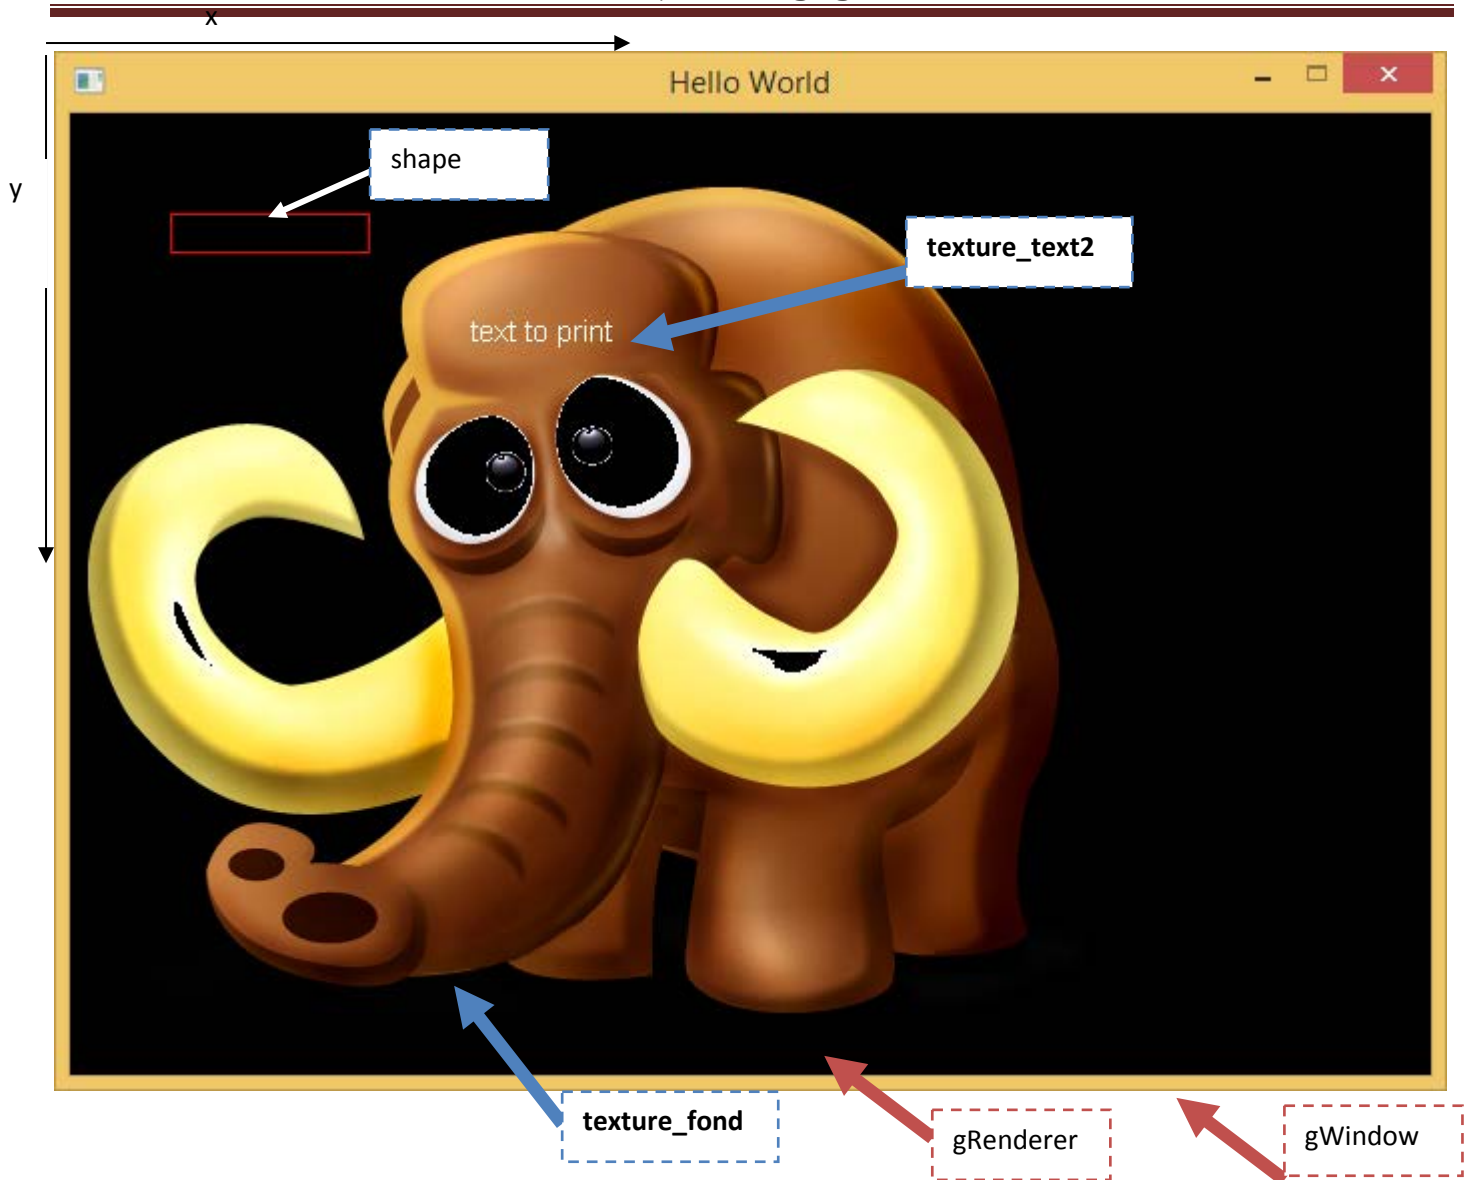 x
Hello World
shape
y
texture_text2
text to print
texture_fond
gRenderer
gWindow